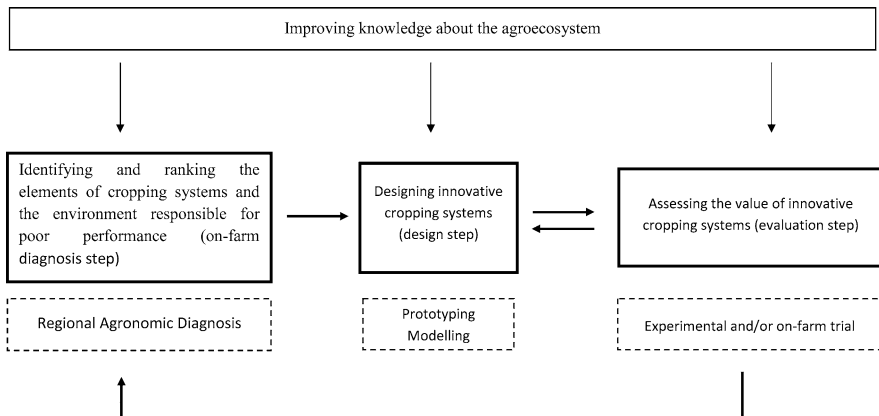 Improving knowledge about the agroecosystem
Identifying and ranking the
elements of cropping systems and
the environment responsible for
poor performance (on-farm
diagnosis step)
Designing innovative
cropping systems
(design step)
Assessing the value of innovative
cropping systems (evaluation step)
Regional Agronomic Diagnosis
Prototyping
Modelling
Experimental and/or on-farm trial